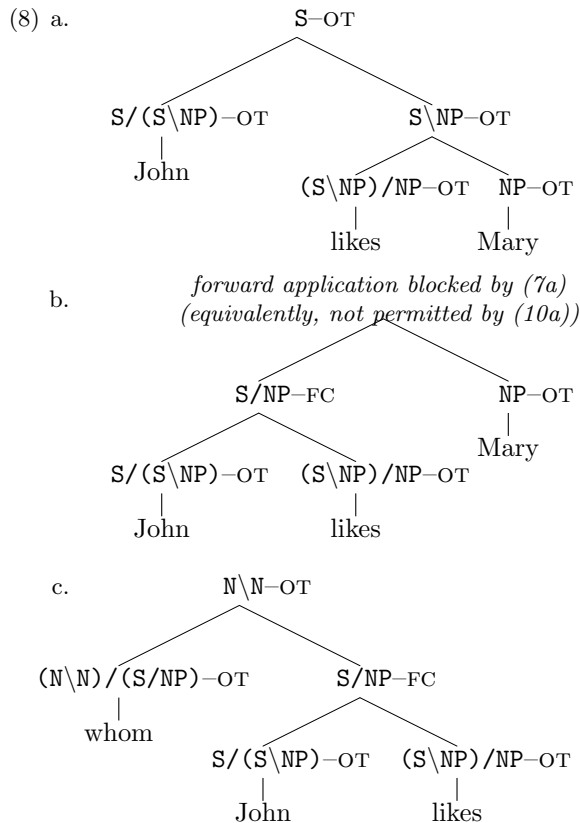 (8) a. S–OT
S/(S\NP)–OT S\NP–OT
John (S\NP)/NP–OT NP–OT
likes Mary
forward application blocked by (7a)
b. (equivalently, not permitted by (10a))
S/NP–FC NP–OT
Mary
S/(S\NP)–OT (S\NP)/NP–OT
John likes
c. N\N–OT
(N\N)/(S/NP)–OT S/NP–FC
whom
S/(S\NP)–OT (S\NP)/NP–OT
John likes